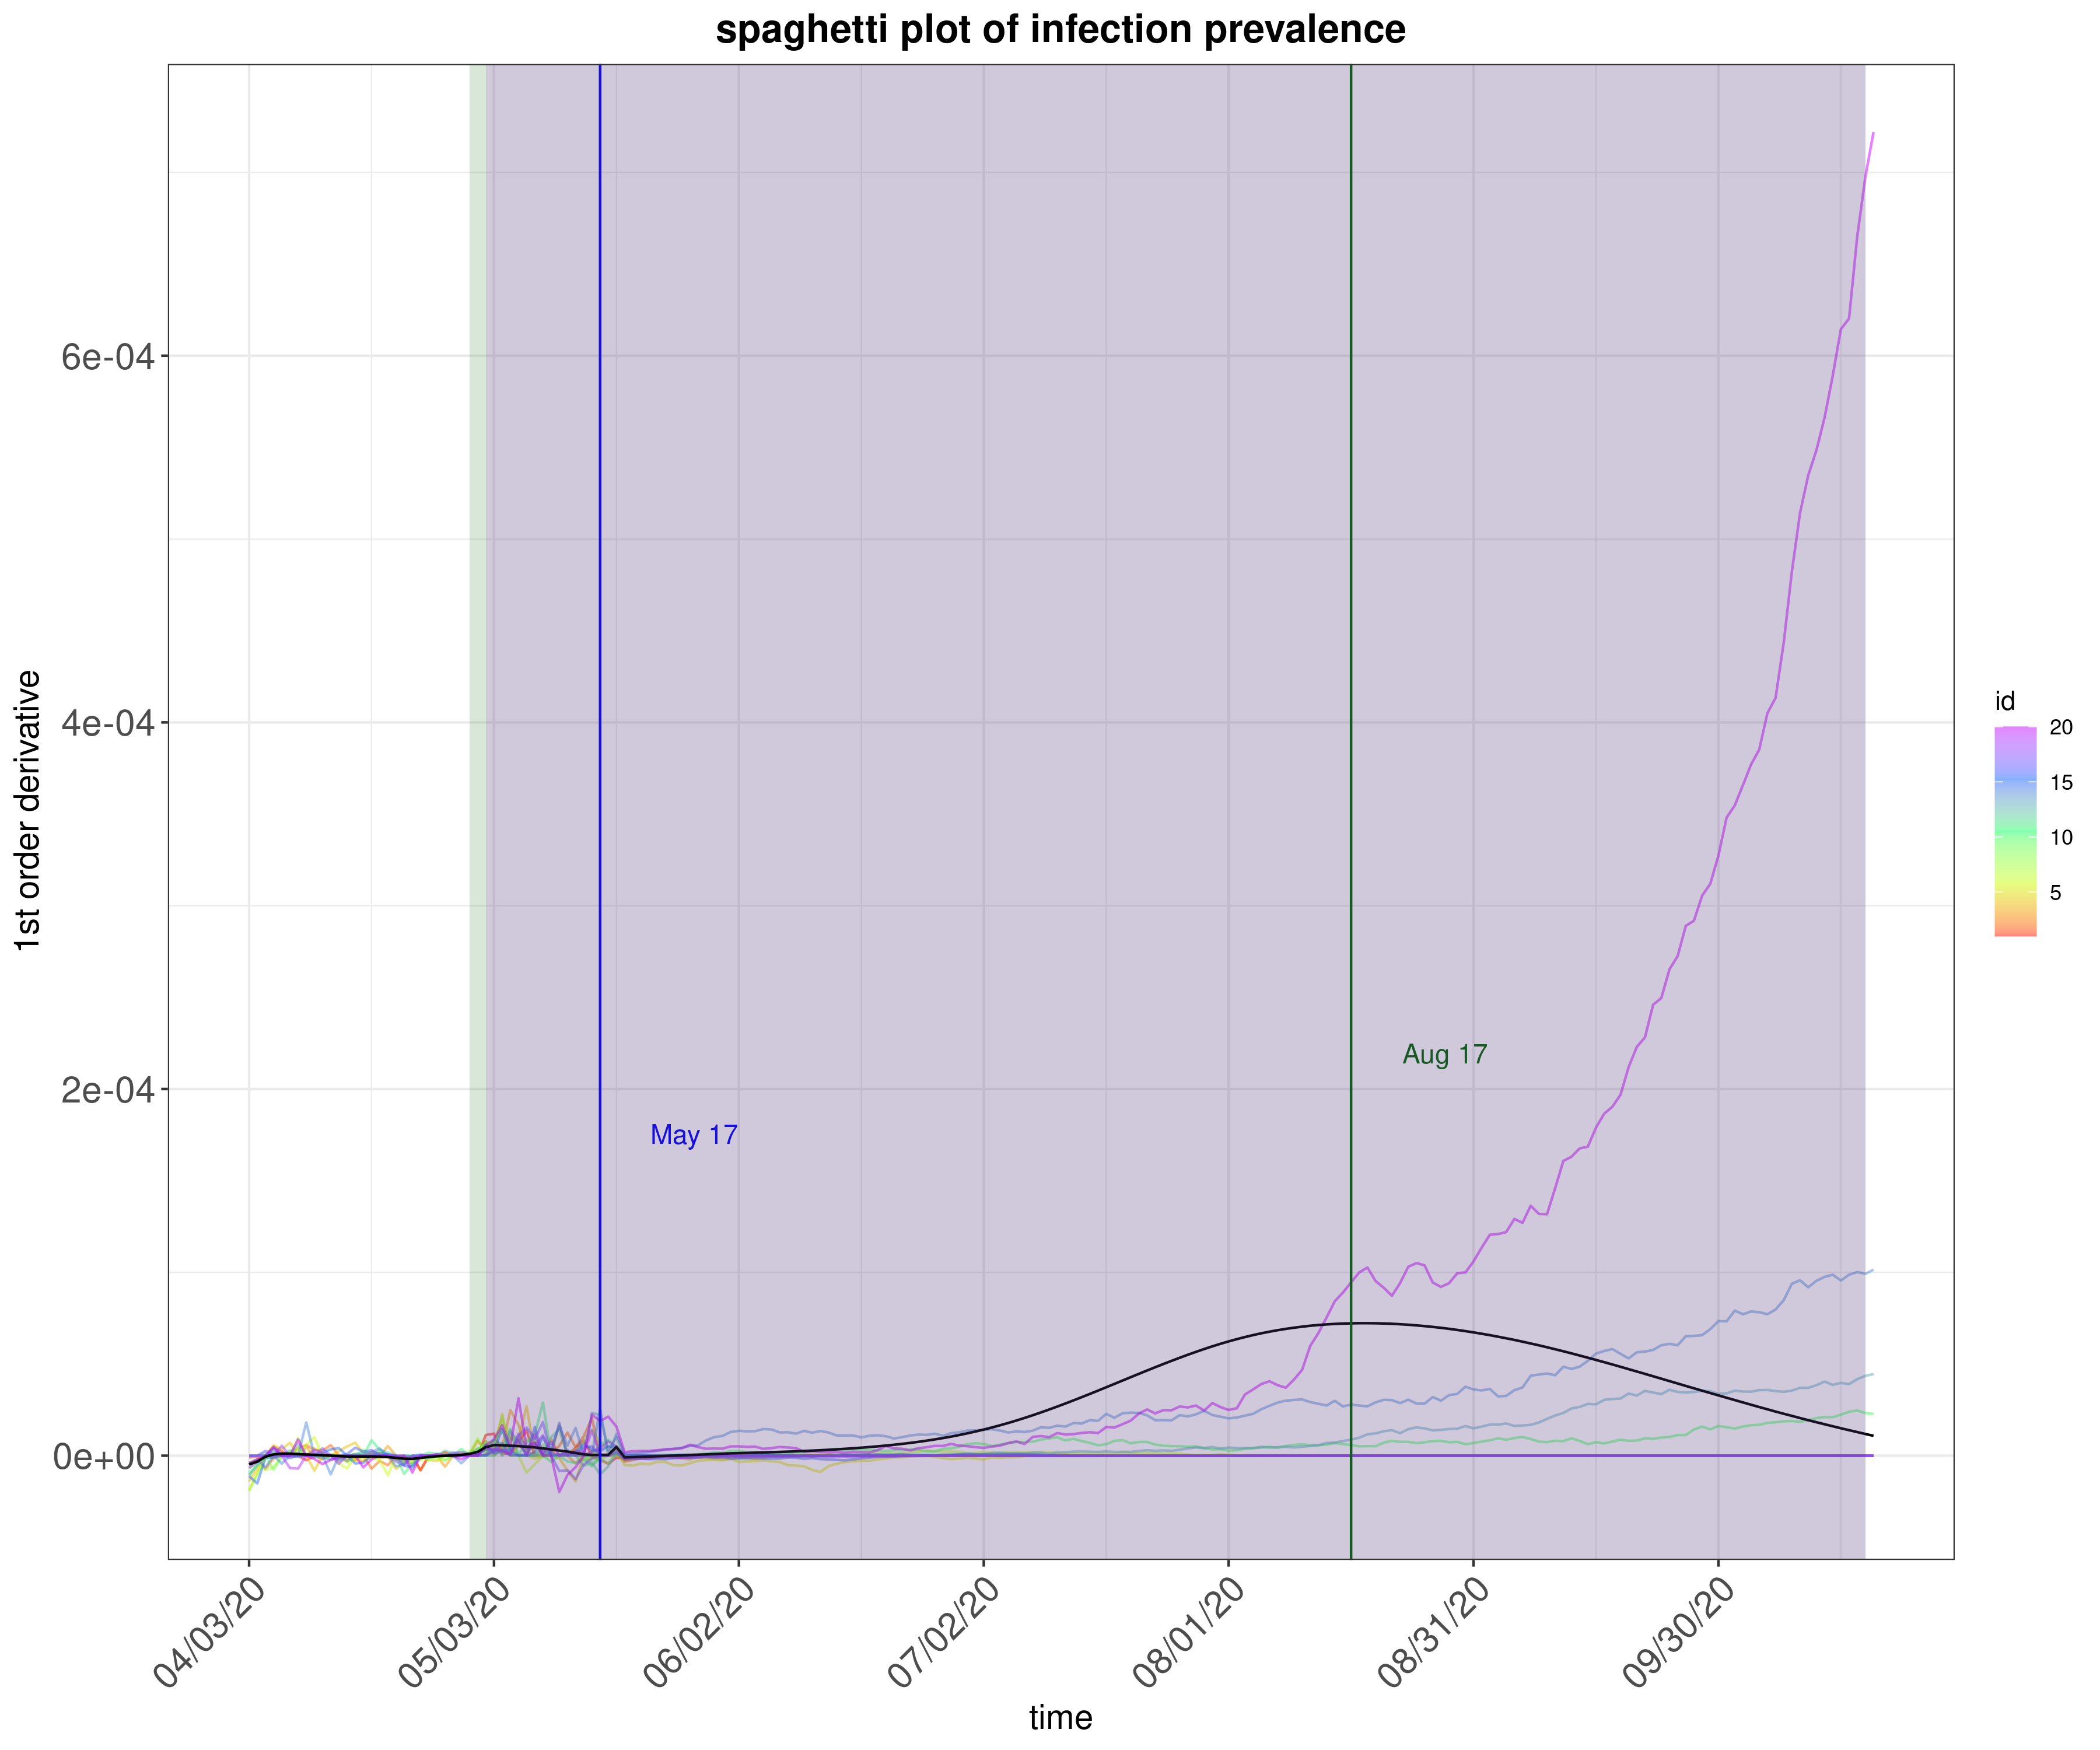 spaghetti plot of infection prevalence
1st order derivative
6e-04
4e-04
2e-04
0e+00
May 17
Aug 17
04/03/20
05/03/20
06/02/20
07/02/20
08/01/20
08/31/20
09/30/20
time
id
20
15
10
5